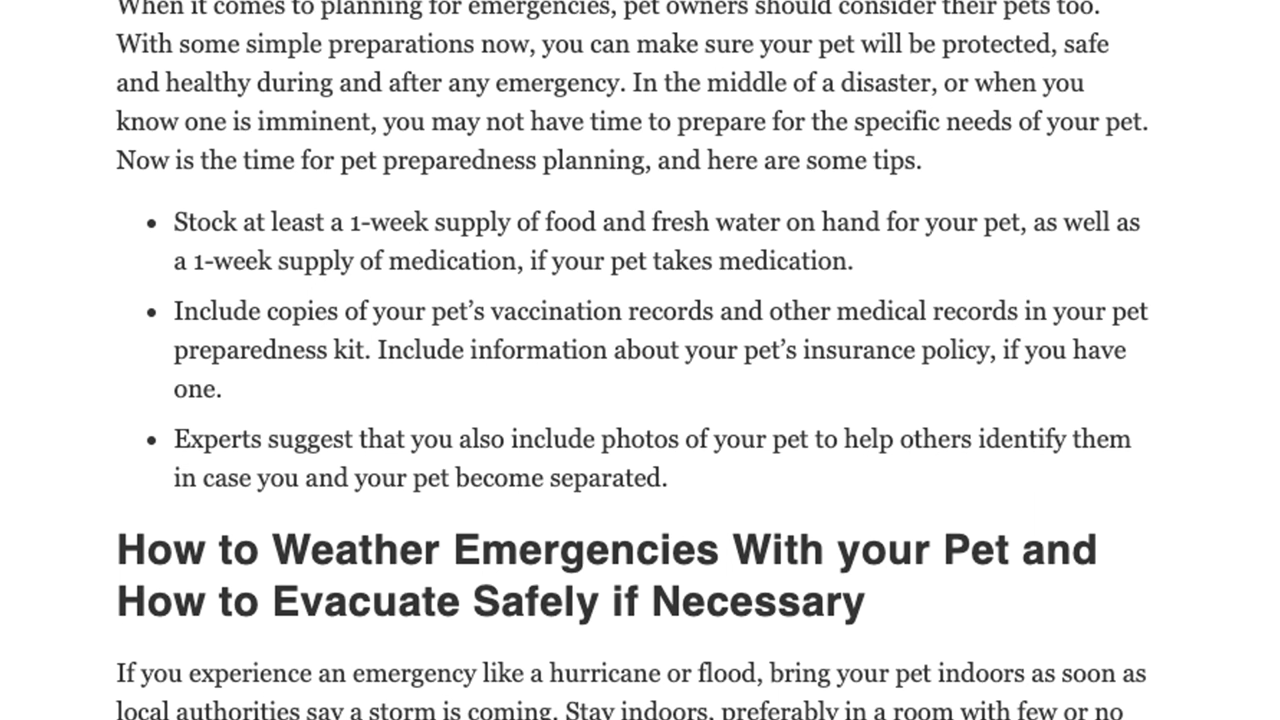 When it comes to planning for emergencies, pet owners should consider their pets too.
With some simple preparations now, you can make sure your pet will be protected, safe
and healthy during and after any emergency. In the middle of a disaster, or when you
know one is imminent, you may not have time to prepare for the specific needs of your pet.
Now is the time for pet preparedness planning, and here are some tips.
• Stock at least a 1-week supply of food and fresh water on hand for your pet, as well as
a 1-week supply of medication, if your pet takes medication.
• Include copies of your pet’s vaccination records and other medical records in your pet
preparedness kit. Include information about your pet’s insurance policy, if you have
one.
• Experts suggest that you also include photos of your pet to help others identify them
in case you and your pet become separated.
How to Weather Emergencies With your Pet and
How to Evacuate Safely if Necessary
If you experience an emergency like a hurricane or flood, bring your pet indoors as soon as
local authorities say a storm is coming. Stay indoors, preferably in a room with few or no